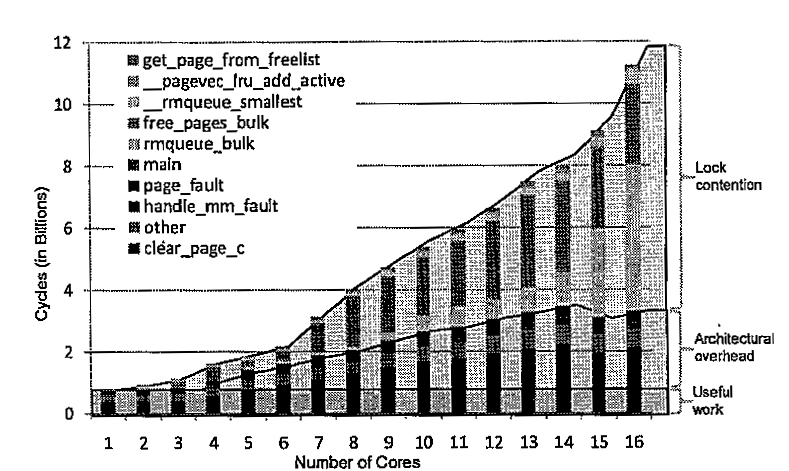 12
10
8
6
4
2
0
Cycles (in Billions)
get_page_from_freelist
__pagevec_lru_add_active
__rmqueue_smallest
free_pages_bulk
rmqueue_bulk
main
page_fault
handle_mm_fault
other
clear_page_c
Lock
contention
Architectural
overhead
Useful
work
1 2 3 4 5 6 7 8 9 10 11 12 13 14 15 16
Number of Cores